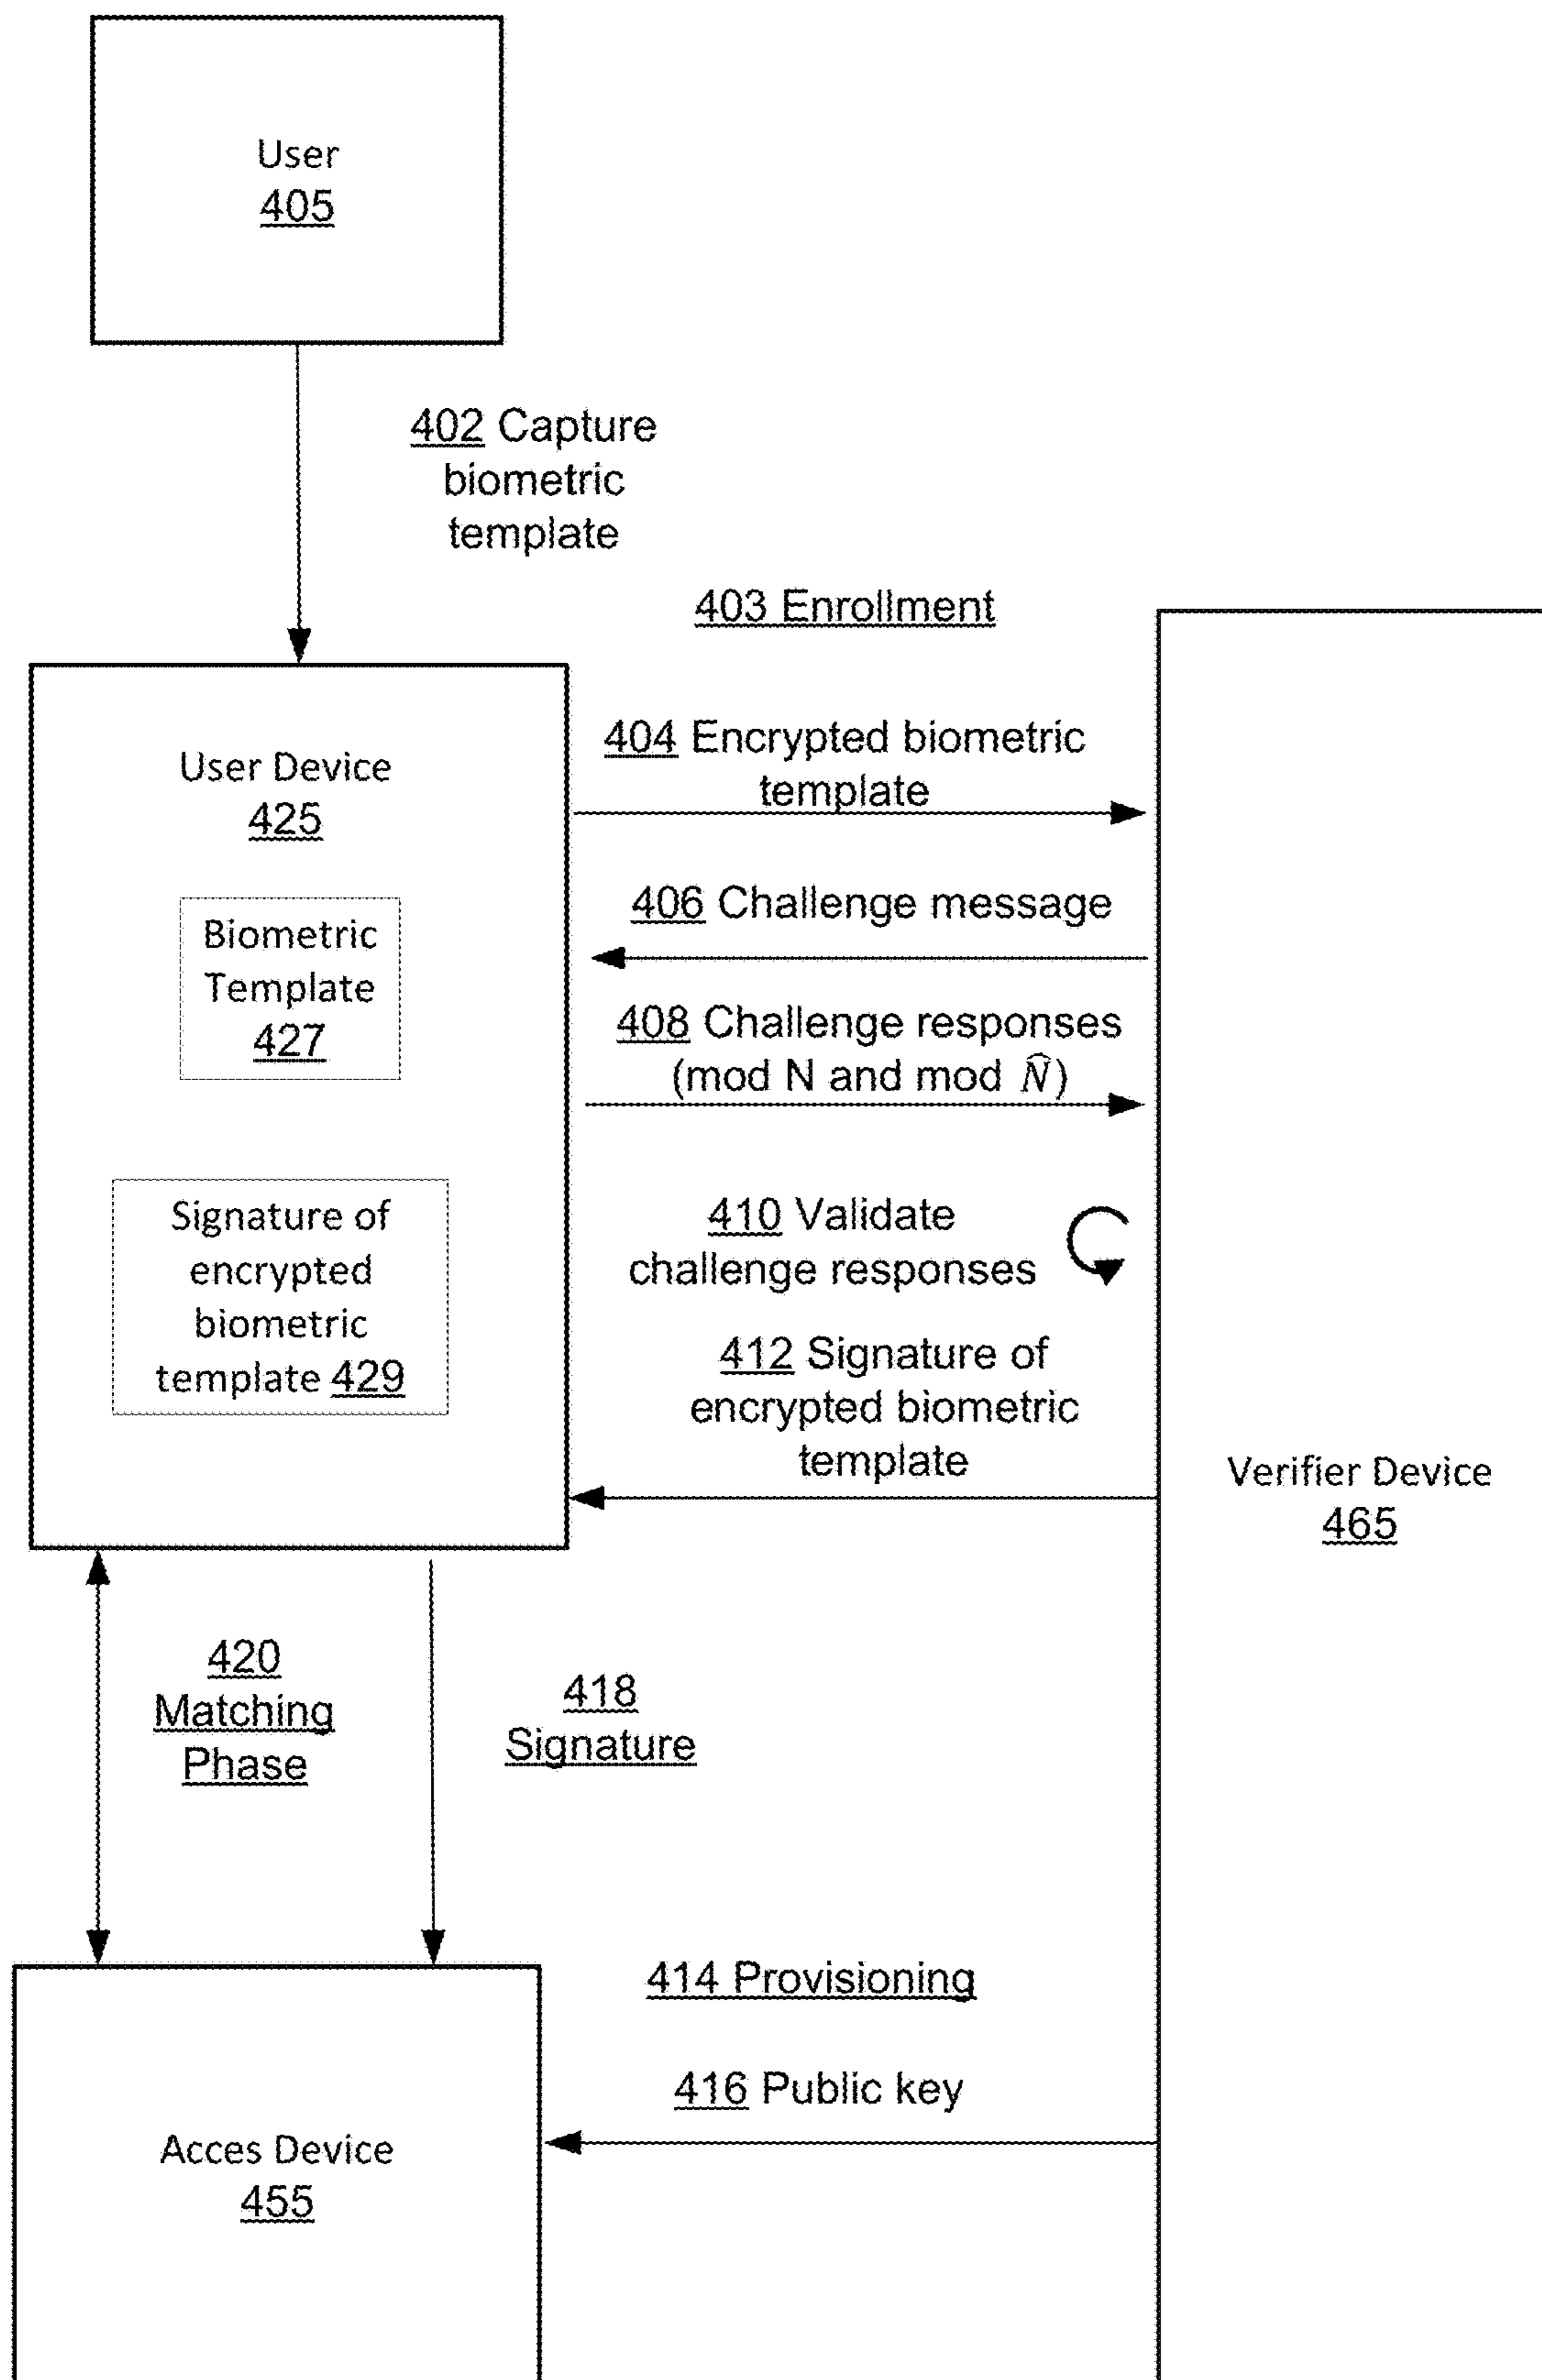 User
405
402 Capture
biometric
template
403 Enrollment
User Device
425
Biometric
Template
427
Signature of
encrypted
biometric
template 429
404 Encrypted biometric
template
406 Challenge message
408 Challenge responses
(mod N and mod N̂)
410 Validate
challenge responses
412 Signature of
encrypted biometric
template
Verifier Device
465
420
Matching
Phase
418
Signature
414 Provisioning
416 Public key
Acces Device
455